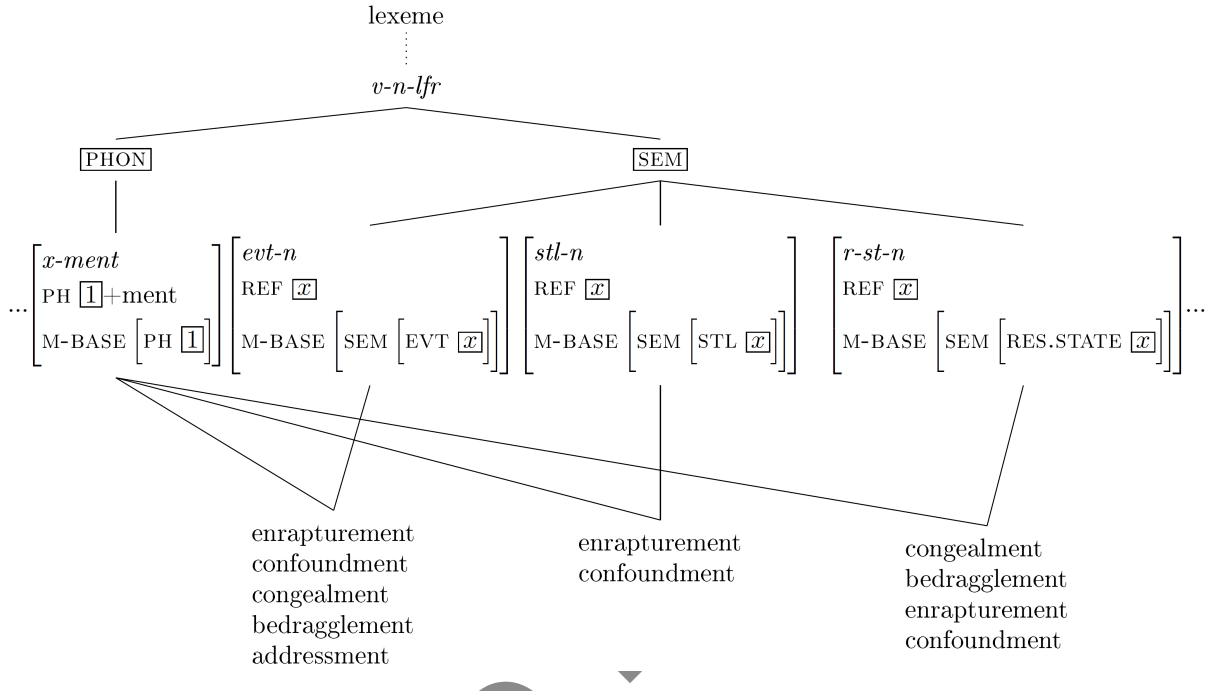 lexeme
v-n-lfr
PHON
SEM
...
x-ment
PH 1+ment
M-BASE [PH 1]
evt-n
REF x
M-BASE [SEM [EVT x]]
stl-n
REF x
M-BASE [SEM [STL x]]
r-st-n
REF x
M-BASE [SEM [RES.STATE x]]
...
enrapturement
confoundment
congealment
bedragglement
addressment
enrapturement
confoundment
congealment
bedragglement
enrapturement
confoundment